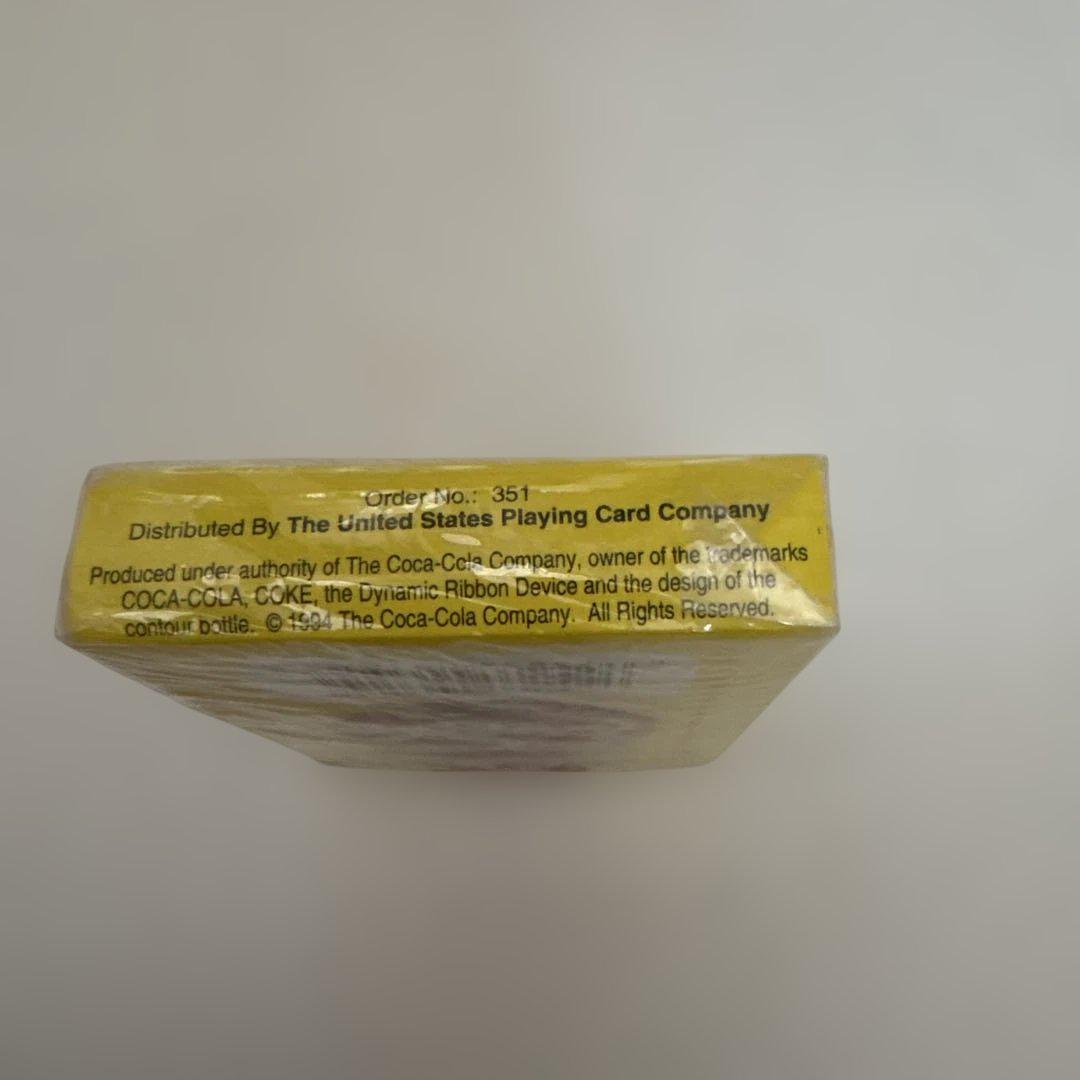 Order No.: 351
Distributed By The United States Playing Card Company
Produced under authority of The Coca-Cola Company, owner of the trademarks
COCA-COLA, COKE, the Dynamic Ribbon Device and the design of the
contour bottle. © 1994 The Coca-Cola Company. All Rights Reserved.